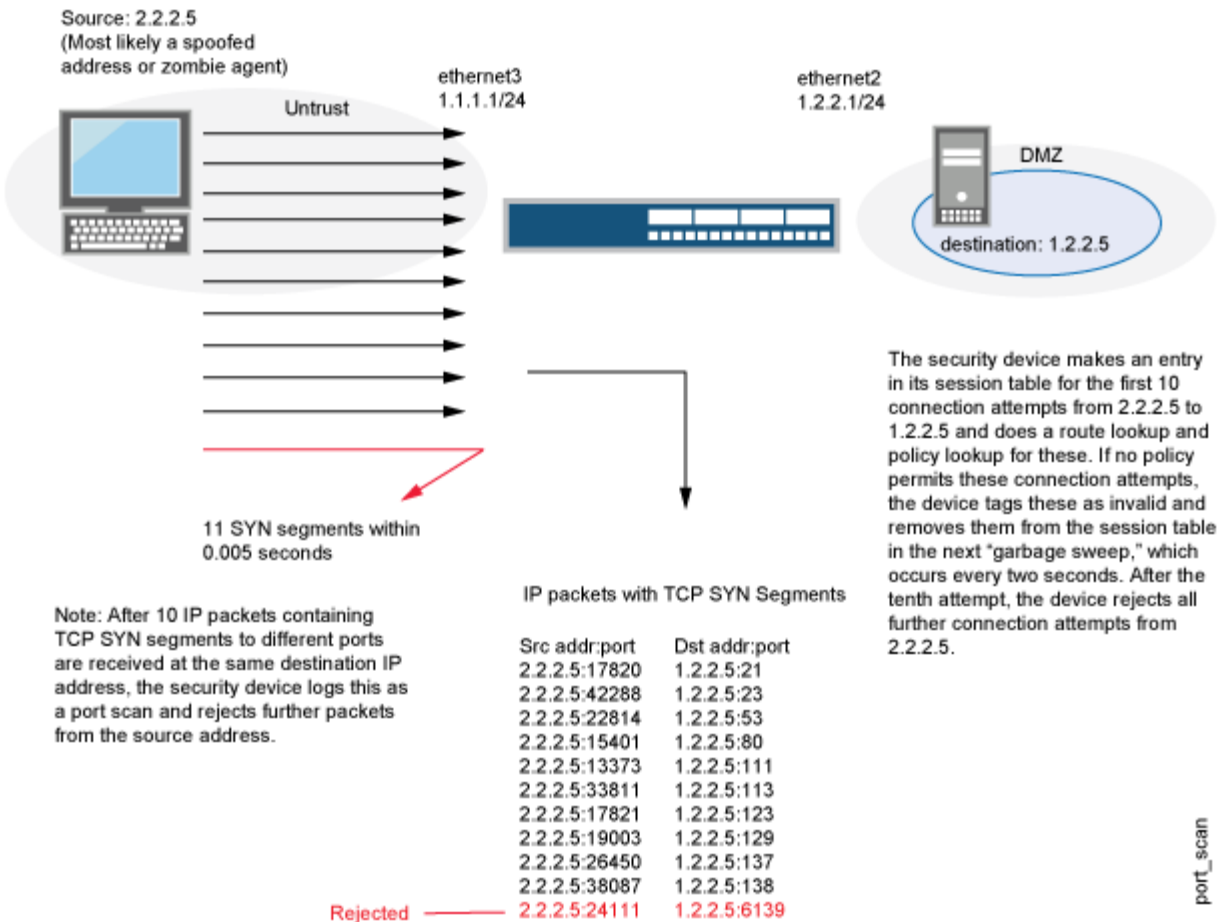 Source: 2.2.2.5
(Most likely a spoofed
address or zombie agent)
Untrust
ethernet3
1.1.1.1/24
ethernet2
1.2.2.1/24
DMZ
destination: 1.2.2.5
11 SYN segments within
0.005 seconds
Note: After 10 IP packets containing
TCP SYN segments to different ports
are received at the same destination IP
address, the security device logs this as
a port scan and rejects further packets
from the source address.
The security device makes an entry
in its session table for the first 10
connection attempts from 2.2.2.5 to
1.2.2.5 and does a route lookup and
policy lookup for these. If no policy
permits these connection attempts,
the device tags these as invalid and
removes them from the session table
in the next “garbage sweep,” which
occurs every two seconds. After the
tenth attempt, the device rejects all
further connection attempts from
2.2.2.5.
IP packets with TCP SYN Segments
Src addr:port Dst addr:port
2.2.2.5:17820 1.2.2.5:21
2.2.2.5:42288 1.2.2.5:23
2.2.2.5:22814 1.2.2.5:53
2.2.2.5:15401 1.2.2.5:80
2.2.2.5:13373 1.2.2.5:111
2.2.2.5:33811 1.2.2.5:113
2.2.2.5:17821 1.2.2.5:123
2.2.2.5:19003 1.2.2.5:129
2.2.2.5:26450 1.2.2.5:137
2.2.2.5:38087 1.2.2.5:138
Rejected 2.2.2.5:24111 1.2.2.5:6139
port_scan